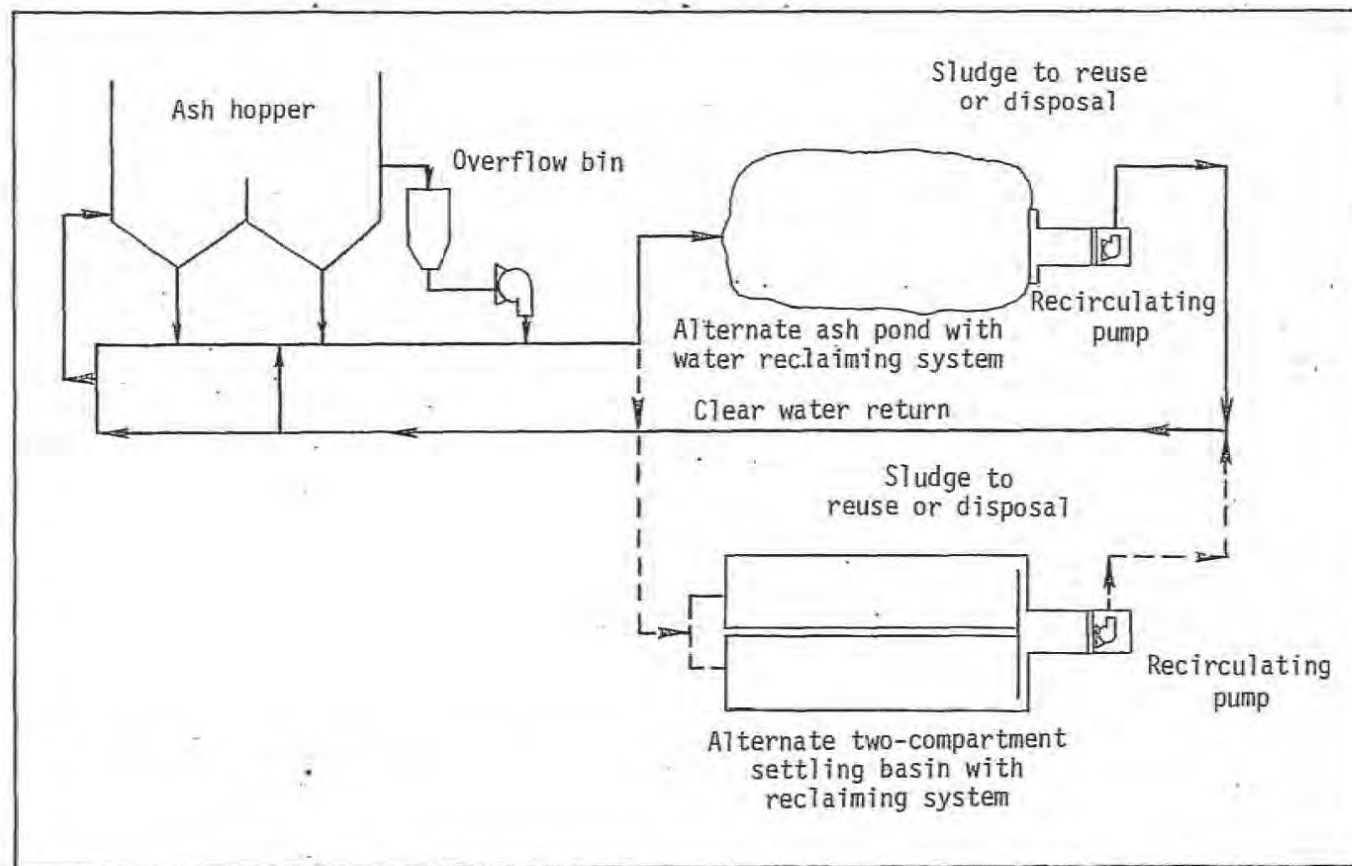 Sludge to reuse
or disposal
Ash hopper
Overflow bin
Recirculating
pump
Alternate ash pond with
water reclaiming system
Clear water return
Sludge to
reuse or disposal
Recirculating
pump
Alternate two-compartment
settling basin with
reclaiming system